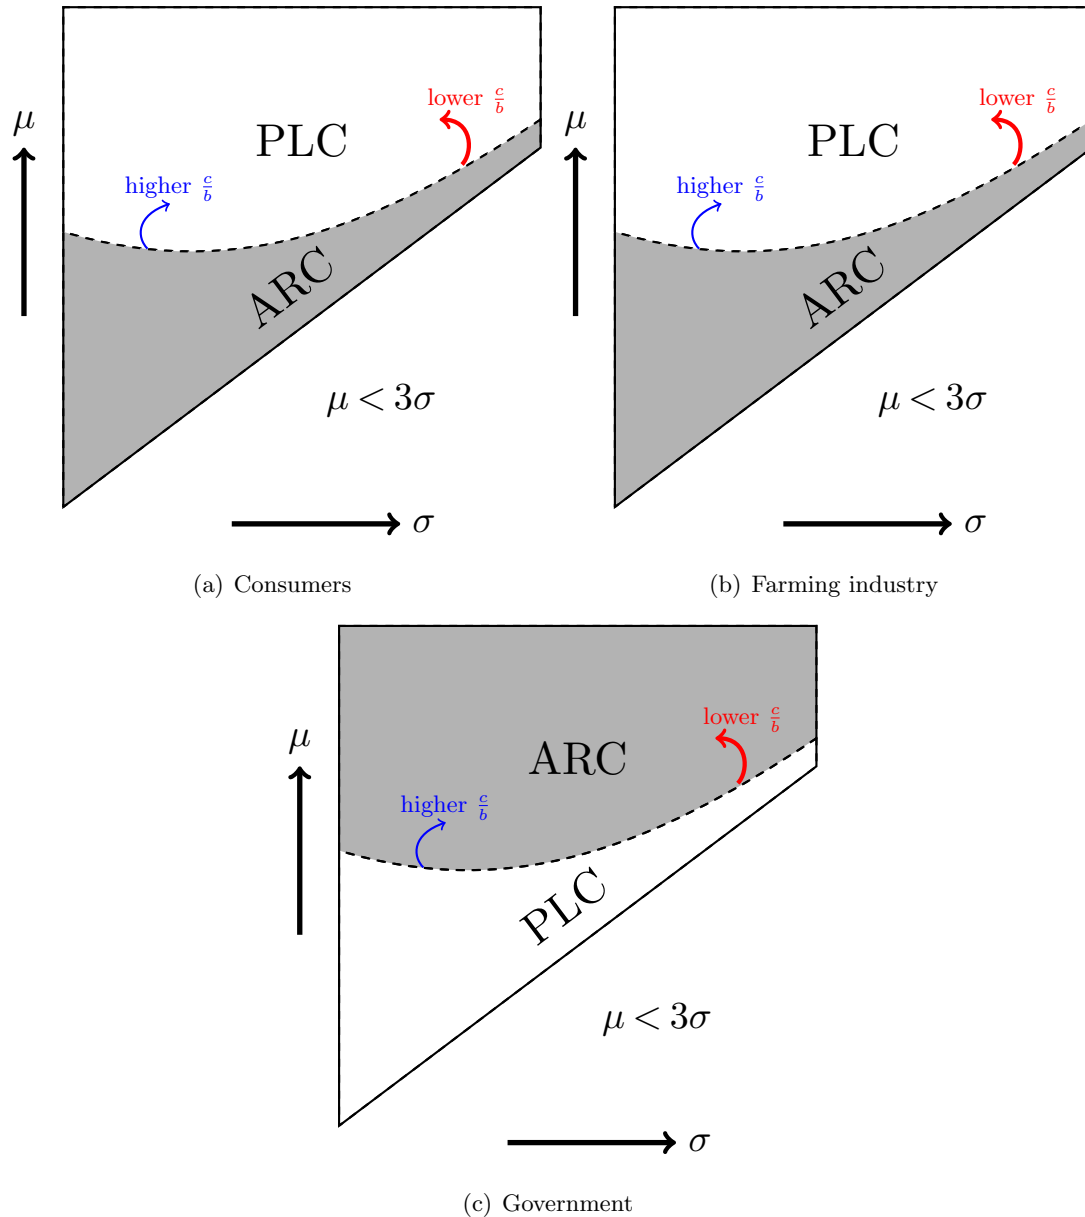 lower c/b
μ
PLC
higher c/b
ARC
μ < 3σ
σ
(a) Consumers
lower c/b
μ
PLC
higher c/b
ARC
μ < 3σ
σ
(b) Farming industry
lower c/b
μ
ARC
higher c/b
PLC
μ < 3σ
σ
(c) Government